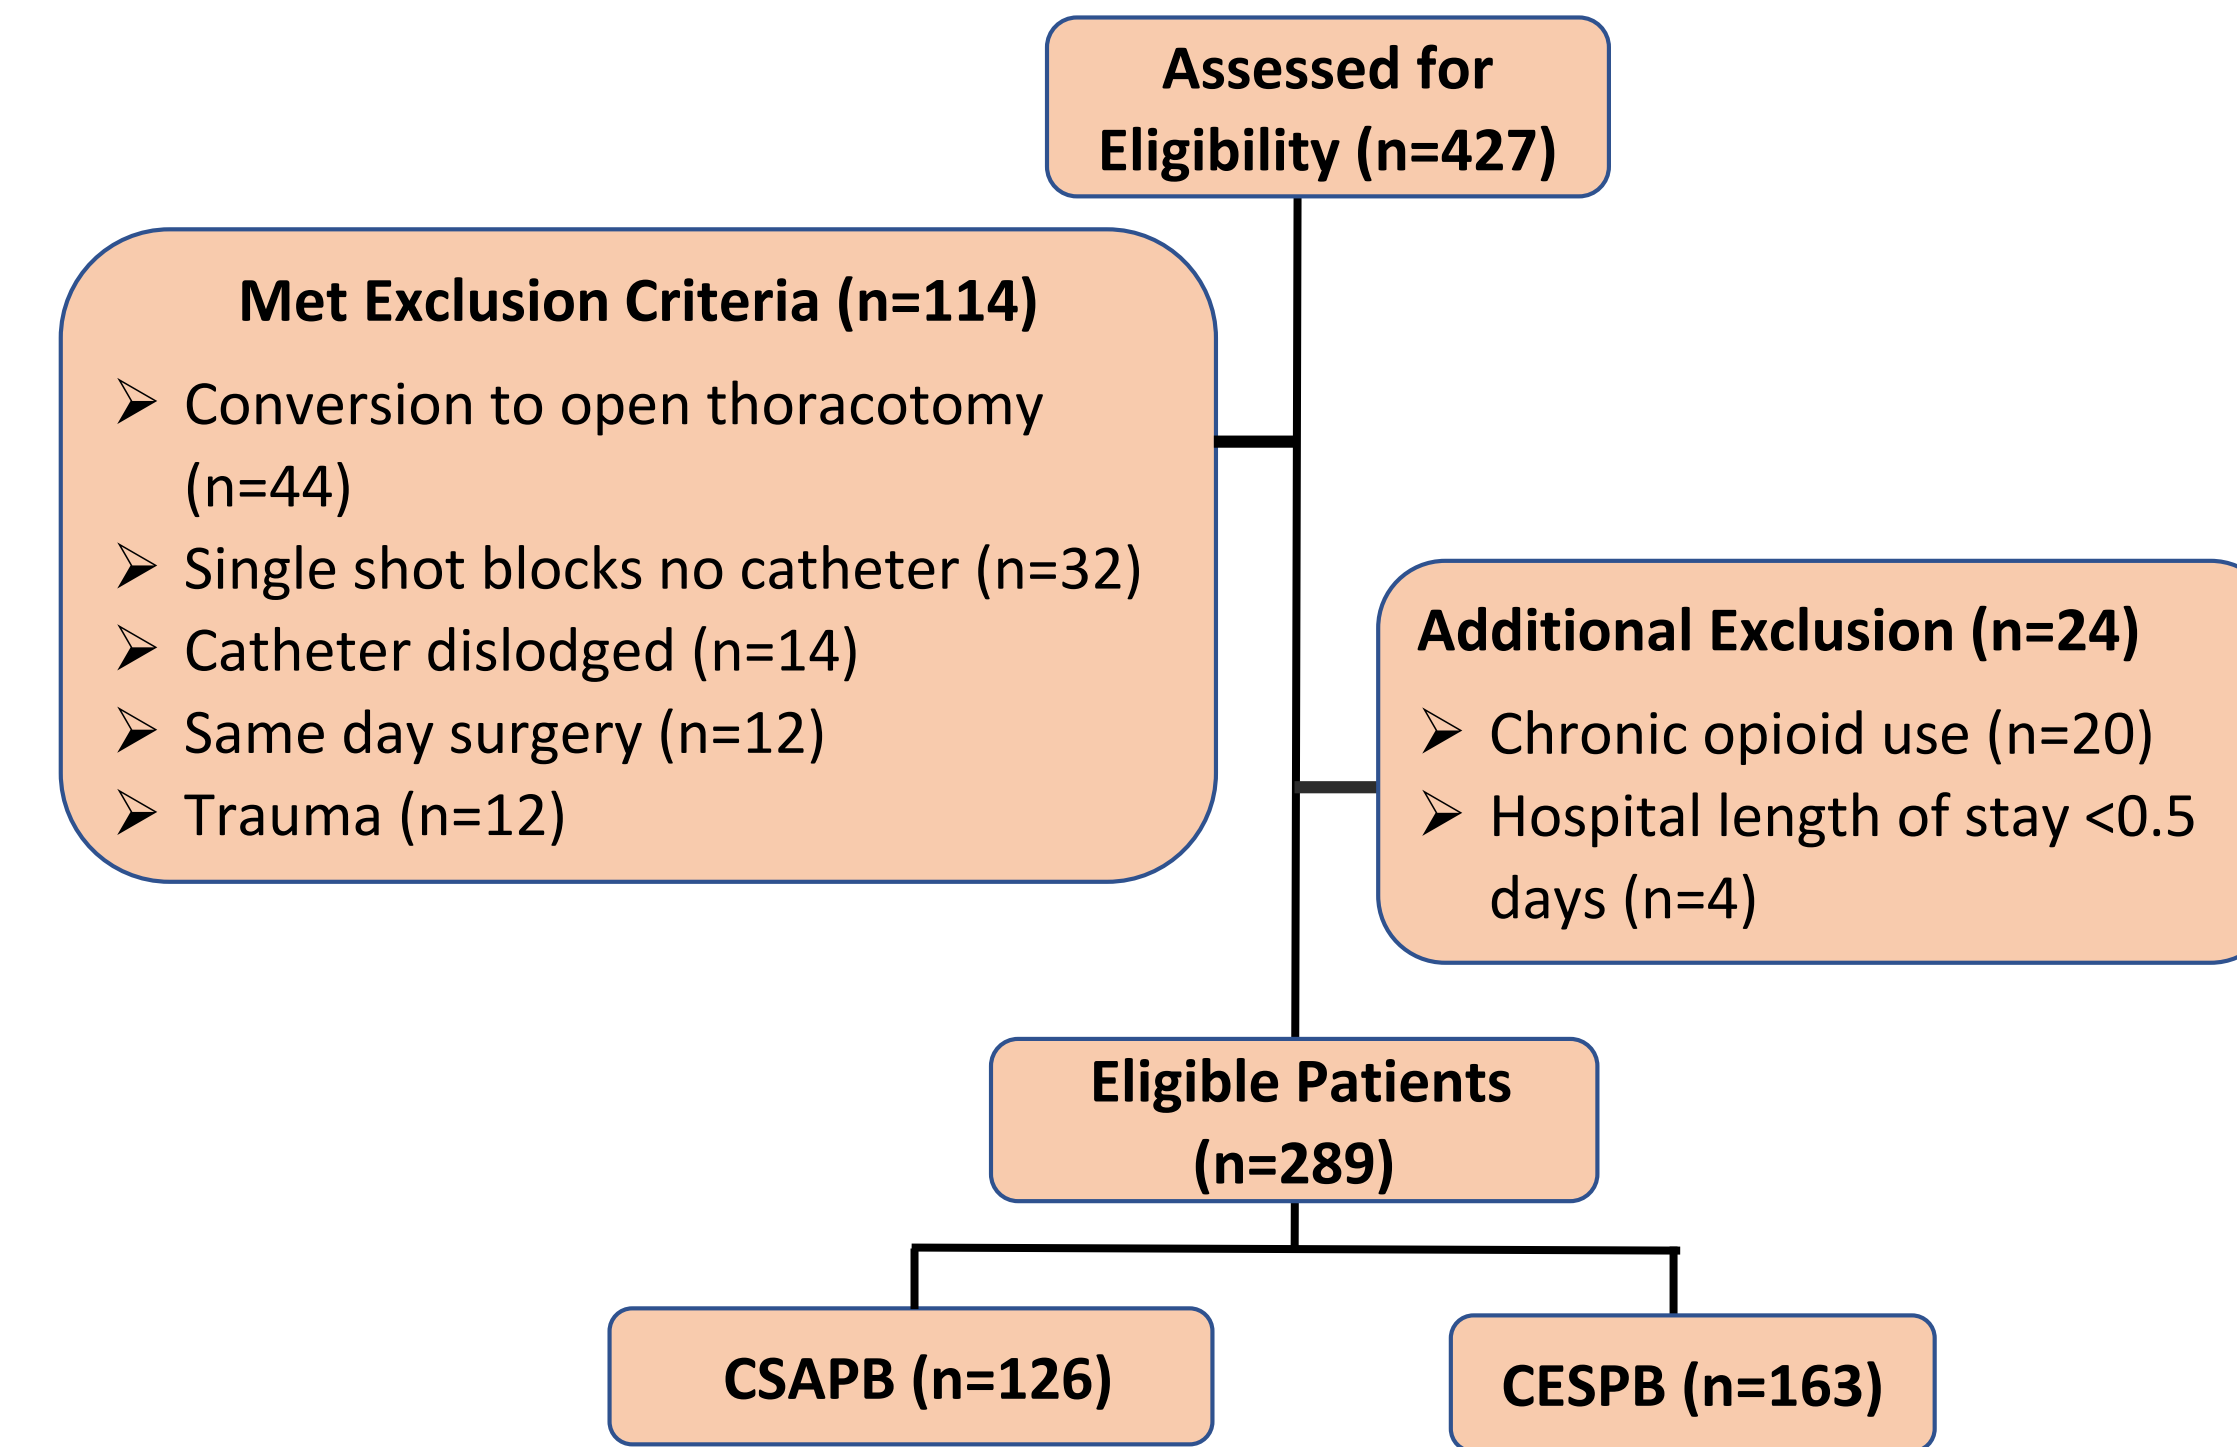 Assessed for
Eligibility (n=427)
Met Exclusion Criteria (n=114)
➢ Conversion to open thoracotomy
(n=44)
➢ Single shot blocks no catheter (n=32)
➢ Catheter dislodged (n=14)
➢ Same day surgery (n=12)
➢ Trauma (n=12)
Additional Exclusion (n=24)
➢ Chronic opioid use (n=20)
➢ Hospital length of stay <0.5
days (n=4)
Eligible Patients
(n=289)
CSAPB (n=126)
CESPB (n=163)